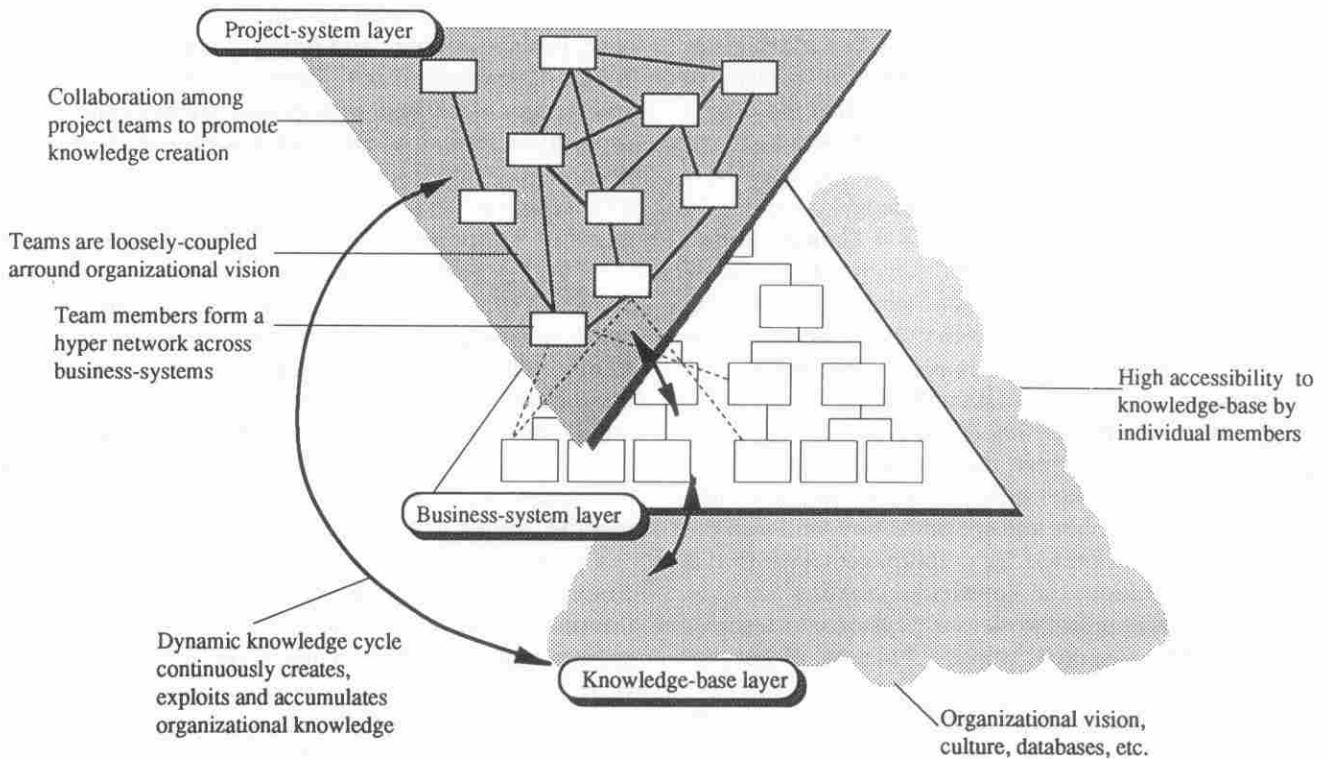 Project-system layer
Collaboration among
project teams to promote
knowledge creation
Teams are loosely-coupled
arround organizational vision
Team members form a
hyper network across
business-systems
High accessibility to
knowledge-base by
individual members
Business-system layer
Dynamic knowledge cycle
continuously creates,
exploits and accumulates
organizational knowledge
Knowledge-base layer
Organizational vision,
culture, databases, etc.